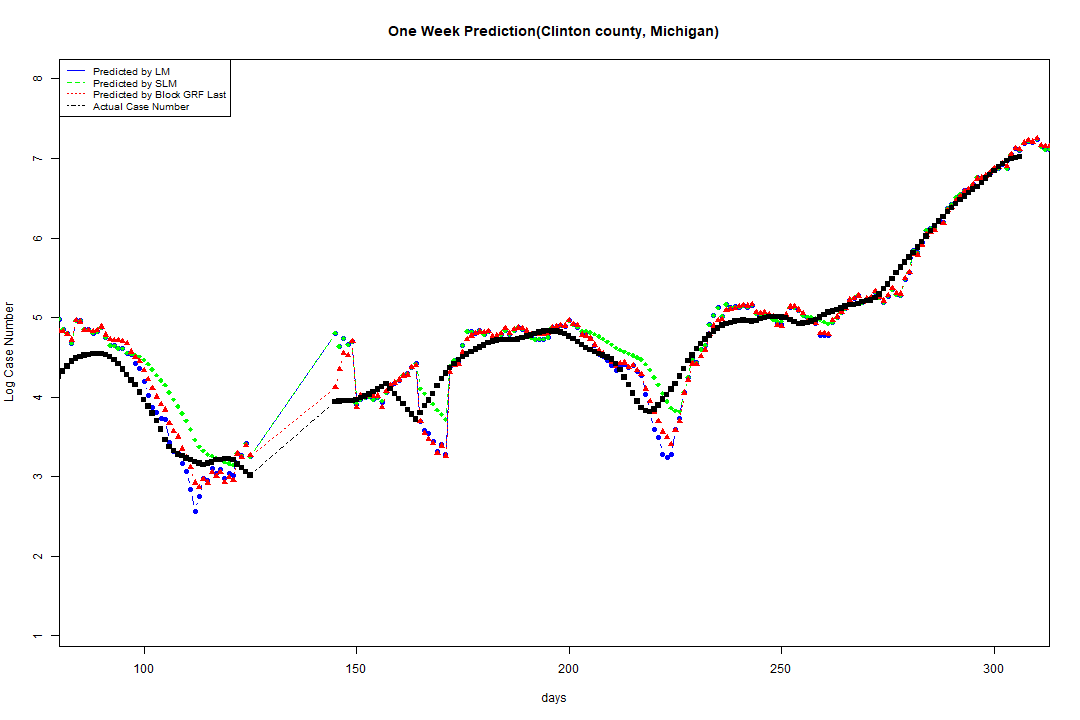 One Week Prediction(Clinton county, Michigan)
Predicted by LM
Predicted by SLM
Predicted by Block GRF Last
Actual Case Number
8
7
6
5
4
3
2
1
Log Case Number
100 150 200 250 300
days